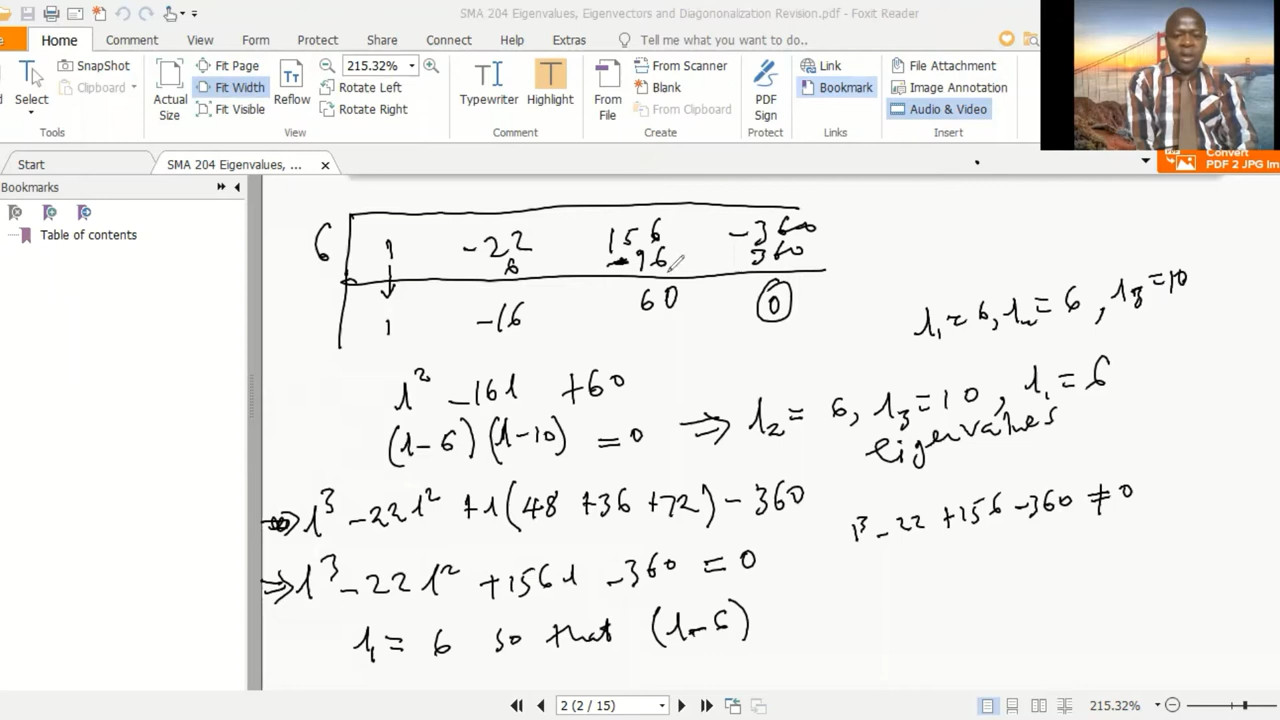 SMA 204 Eigenvalues, Eigenvectors and Diagononalization Revision.pdf - Foxit Reader
Home Comment View Form Protect Share Connect Help Extras Tell me what you want to do..
SnapShot
Clipboard
Select
Tools
Actual Size
Fit Page
Fit Width
Fit Visible
Reflow
215.32%
Rotate Left
Rotate Right
View
Typewriter
Highlight
Comment
From File
From Scanner
Blank
From Clipboard
Create
PDF Sign
Protect
Link
Bookmark
Links
File Attachment
Image Annotation
Audio & Video
Insert
Start
SMA 204 Eigenvalues, ...
Convert
PDF 2 JPG Im
Bookmarks
Table of contents
6 1 -22 156 -360
6 -96 360
1 -16 60 0
λ₁ = 6, λ₂ = 6, λ₃ = 10
λ² - 16λ + 60
(λ - 6)(λ - 10) = 0 ⇒ λ₂ = 6, λ₃ = 10, λ₁ = 6
eigenvalues
⇒ λ³ - 22λ² + λ(48 + 36 + 72) - 360
1³ - 22 + 156 - 360 ≠ 0
⇒ λ³ - 22λ² + 156λ - 360 = 0
λ₁ = 6 so that (λ - 6)
2 (2 / 15)
215.32%